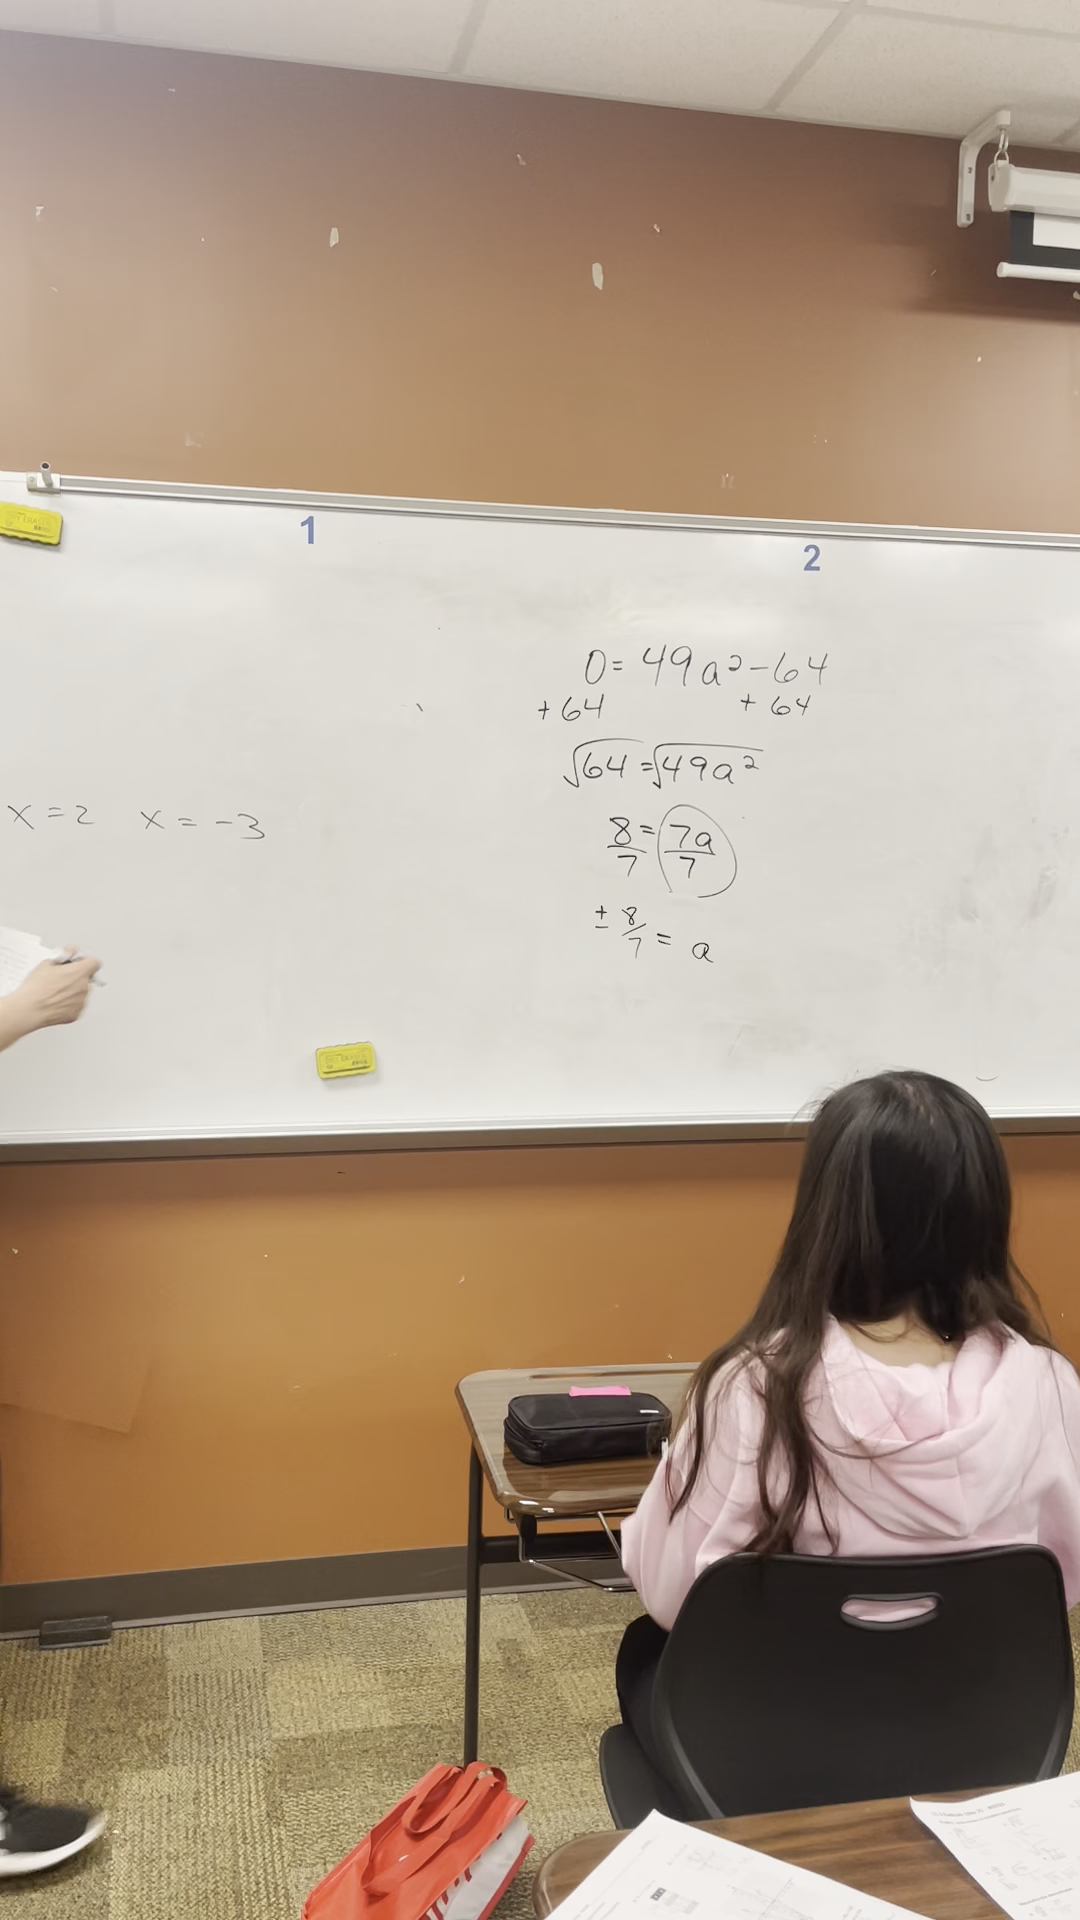 1
2
0 = 49a² - 64
+64 + 64
√64 = √49a²
8/7 = 7a/7
± 8/7 = a
x = 2 x = -3